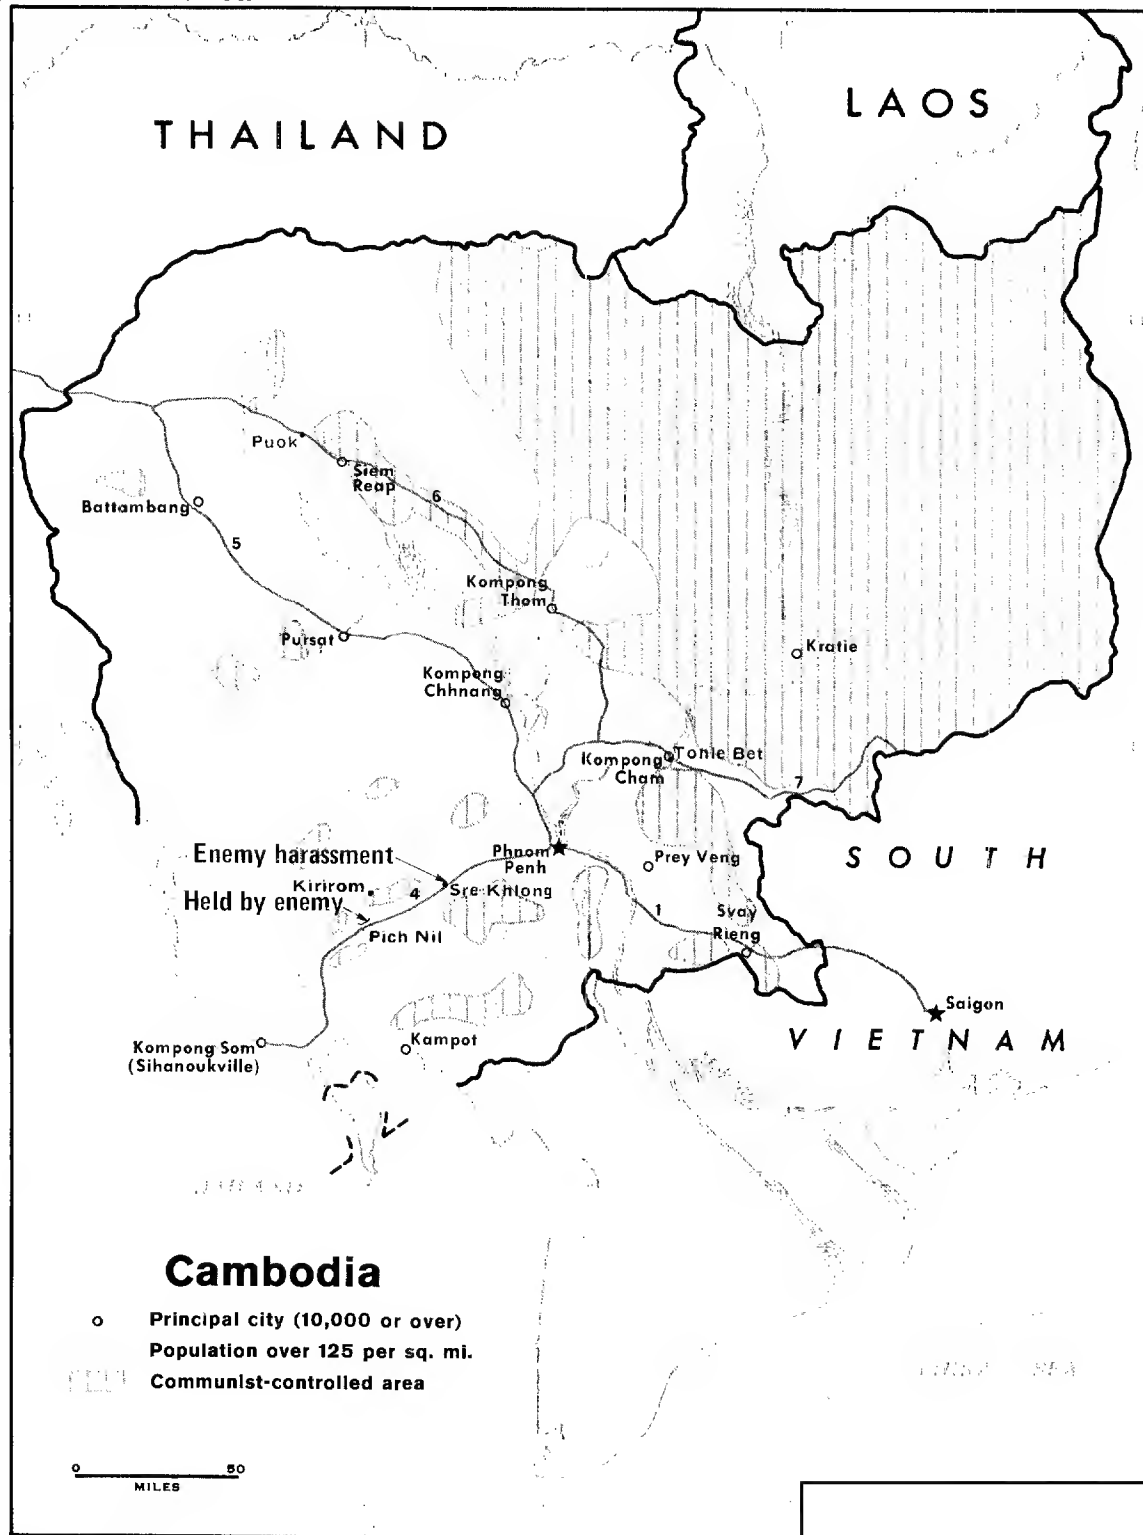 THAILAND
LAOS
Puok
Siem
Reap
6
Battambang
5
Kompong
Thom
Pursat
Kratie
Kompong
Chhnang
Tonle Bet
Kompong
Cham
7
Phnom
Penh
Enemy harassment
Prey Veng
SOUTH
Kirirom
4
Sre Khlong
Held by enemy
1
Svay
Rieng
Pich Nil
Saigon
VIETNAM
Kompong Som
(Sihanoukville)
Kampot
Cambodia
Principal city (10,000 or over)
Population over 125 per sq. mi.
Communist-controlled area
0 50
MILES